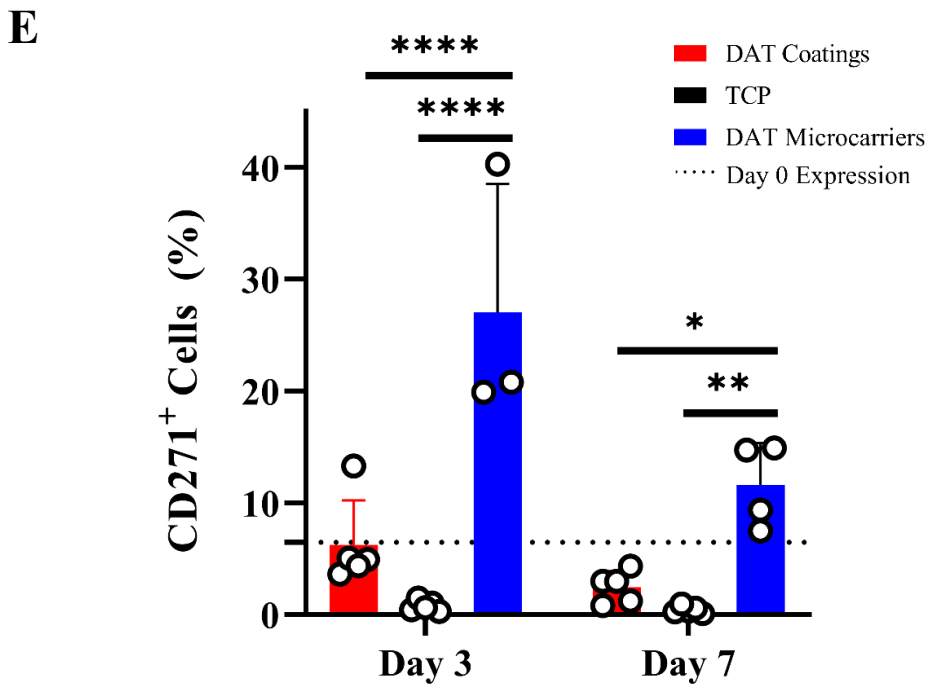 E
****
****
DAT Coatings
TCP
DAT Microcarriers
Day 0 Expression
CD271+ Cells (%)
40
30
20
10
0
*
**
Day 3
Day 7